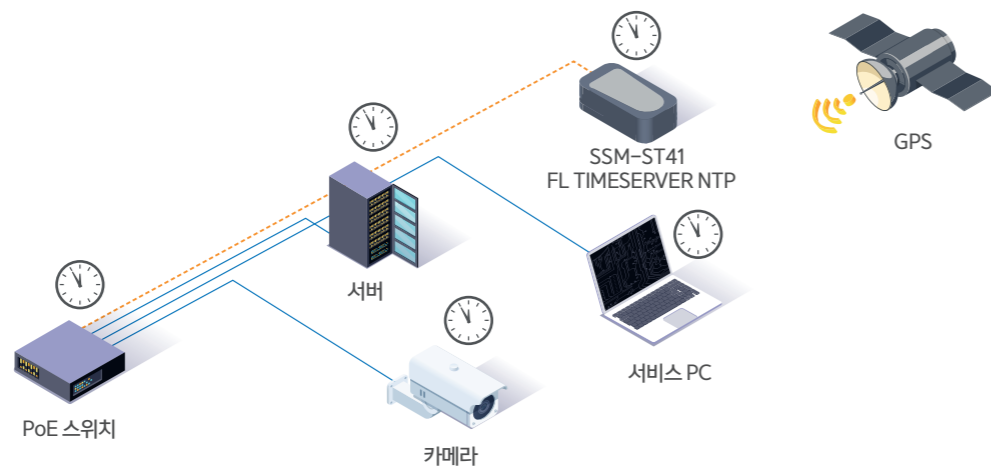 SSM-ST41
FL TIMESERVER NTP
GPS
서버
서비스 PC
PoE 스위치
카메라